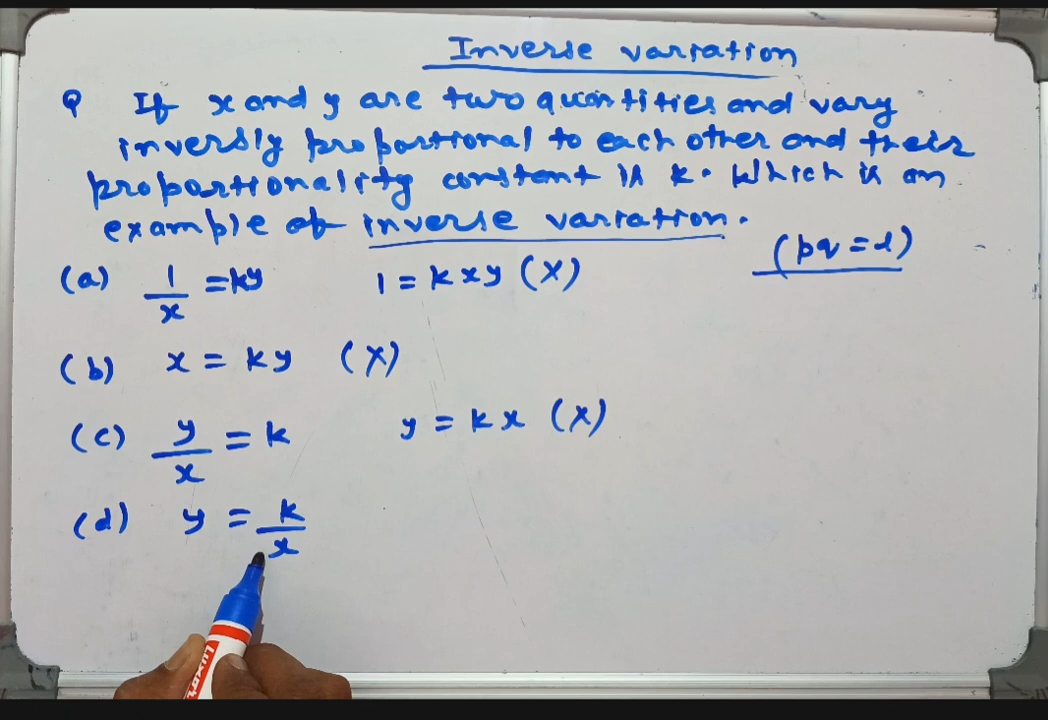 Inverse variation
Q If x and y are two quantities and vary
inversly proportional to each other and their
proportionality constant is k. Which is an
example of inverse variation.
(pq = d)
(a) 1/x = ky 1 = kxy (X)
(b) x = ky (X)
(c) y/x = k y = kx (X)
(d) y = k/x
Luxor